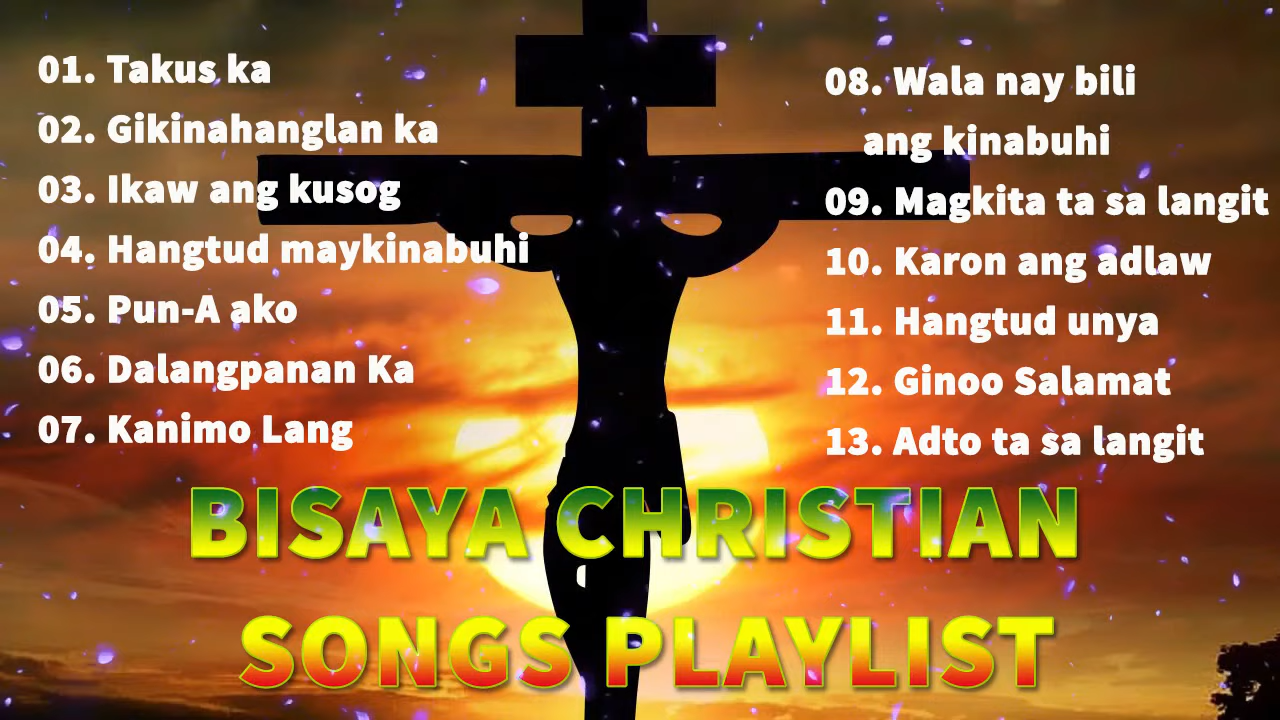 01. Takus ka
02. Gikinahanglan ka
03. Ikaw ang kusog
04. Hangtud maykinabuhi
05. Pun-A ako
06. Dalangpanan Ka
07. Kanimo Lang
08. Wala nay bili
ang kinabuhi
09. Magkita ta sa langit
10. Karon ang adlaw
11. Hangtud unya
12. Ginoo Salamat
13. Adto ta sa langit
BISAYA CHRISTIAN
SONGS PLAYLIST